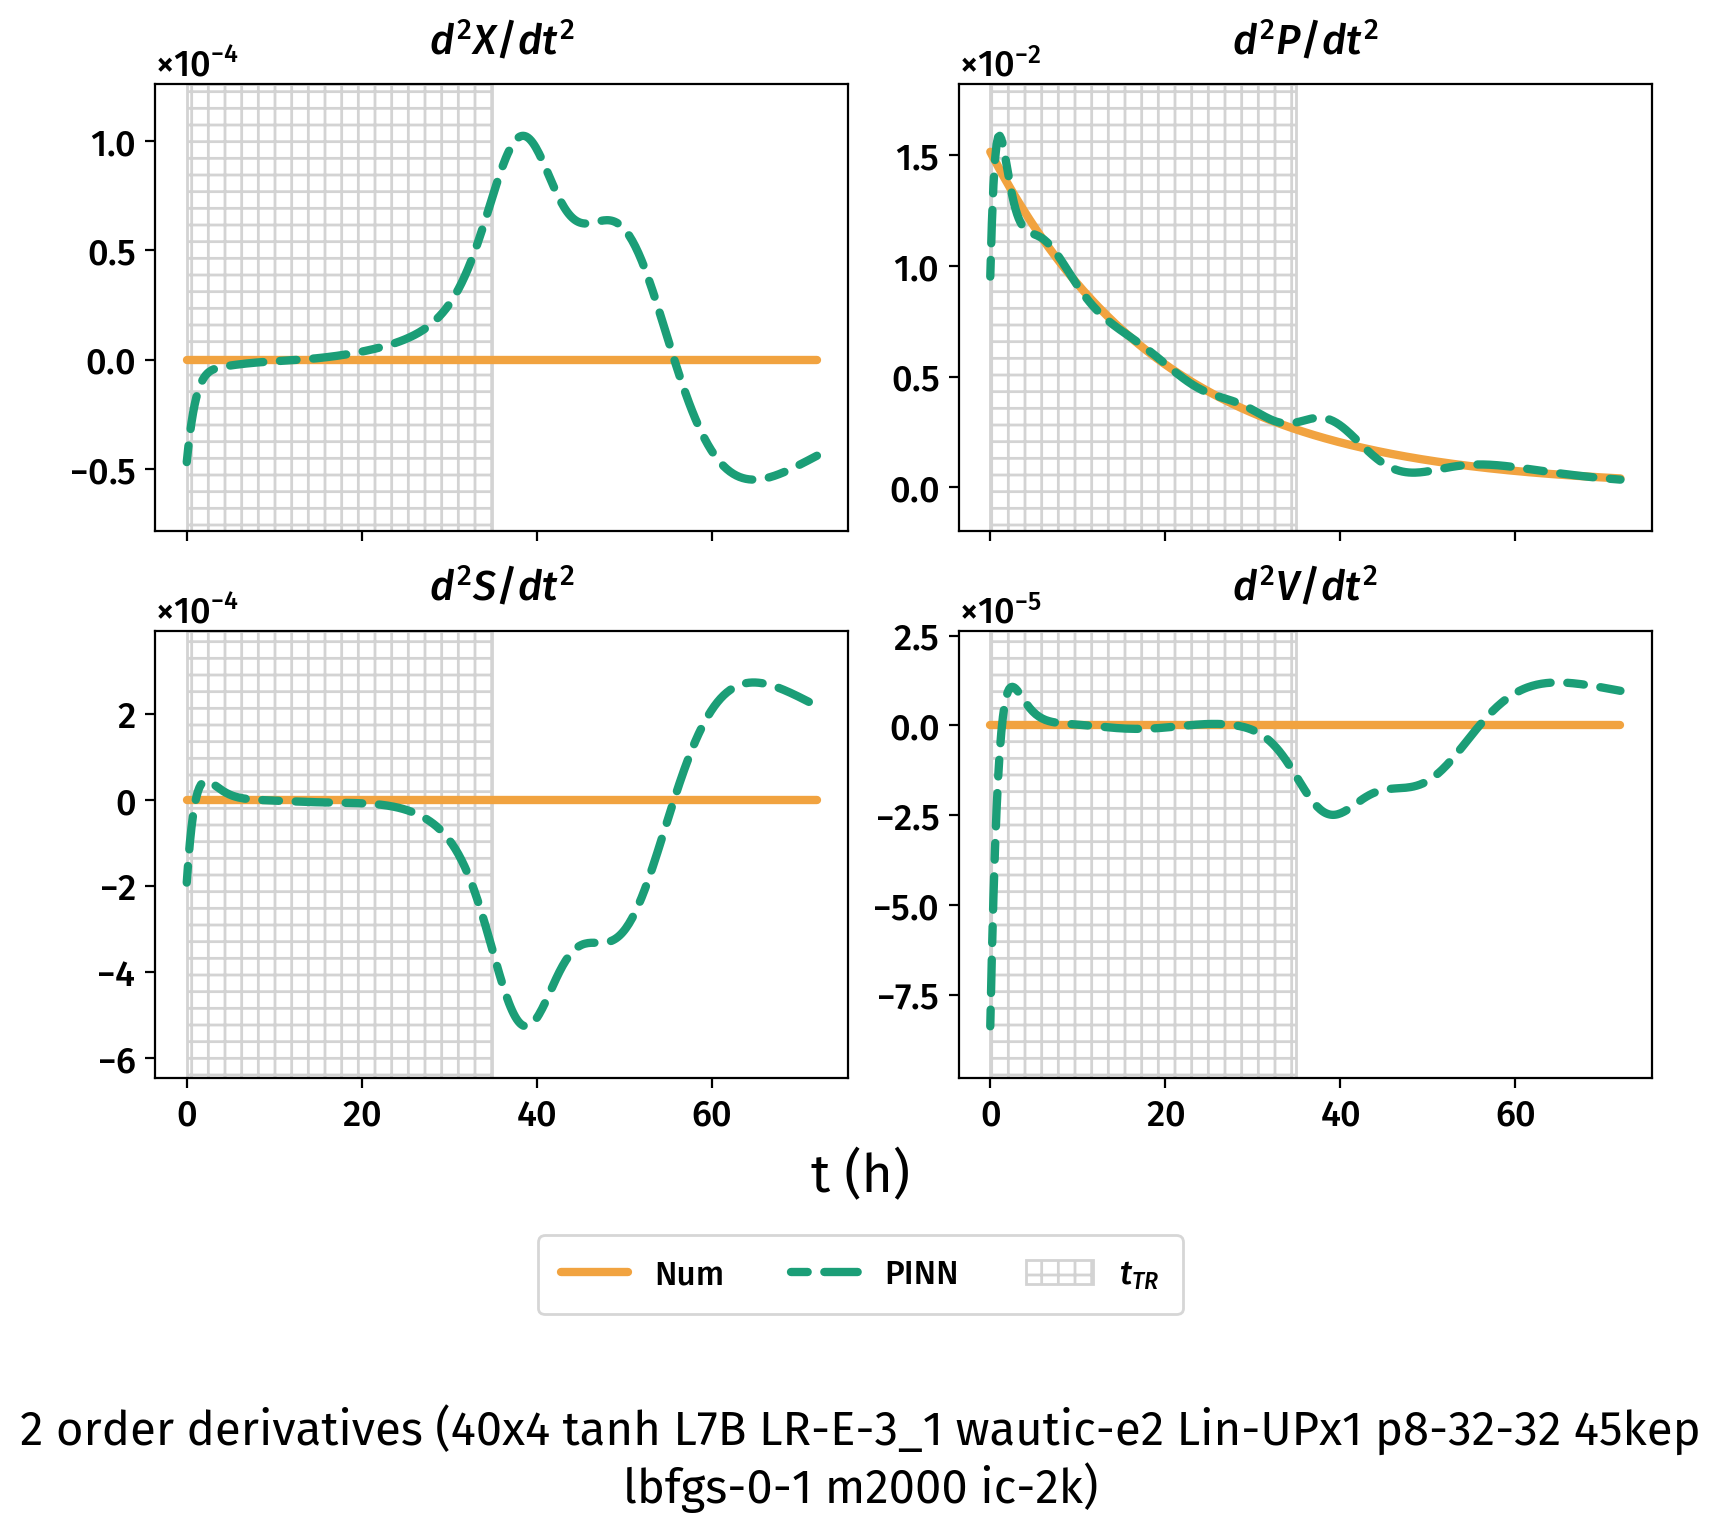 d²X/dt²
×10⁻⁴
1.0
0.5
0.0
−0.5
d²P/dt²
×10⁻²
1.5
1.0
0.5
0.0
d²S/dt²
×10⁻⁴
2
0
−2
−4
−6
0 20 40 60
d²V/dt²
×10⁻⁵
2.5
0.0
−2.5
−5.0
−7.5
0 20 40 60
t (h)
Num PINN t_TR
2 order derivatives (40x4 tanh L7B LR-E-3_1 wautic-e2 Lin-UPx1 p8-32-32 45kep
lbfgs-0-1 m2000 ic-2k)